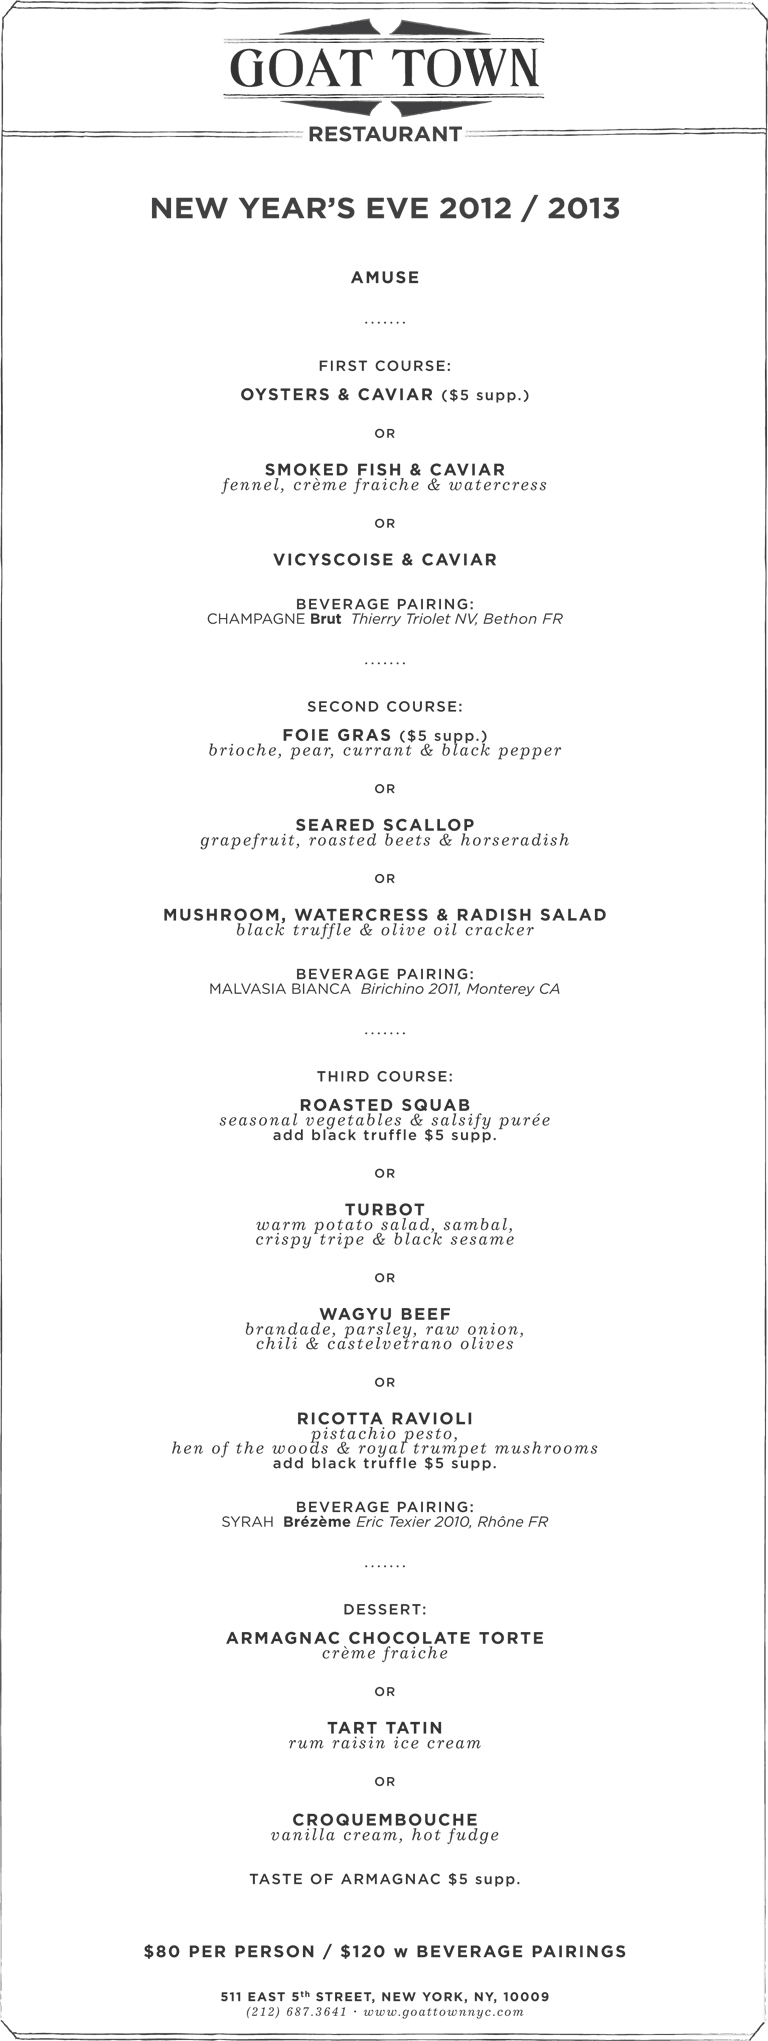 GOAT TOWN
RESTAURANT
NEW YEAR'S EVE 2012 / 2013
AMUSE
.......
FIRST COURSE:
OYSTERS & CAVIAR ($5 supp.)
OR
SMOKED FISH & CAVIAR
fennel, crème fraiche & watercress
OR
VICYSCOISE & CAVIAR
BEVERAGE PAIRING:
CHAMPAGNE Brut Thierry Triolet NV, Bethon FR
.......
SECOND COURSE:
FOIE GRAS ($5 supp.)
brioche, pear, currant & black pepper
OR
SEARED SCALLOP
grapefruit, roasted beets & horseradish
OR
MUSHROOM, WATERCRESS & RADISH SALAD
black truffle & olive oil cracker
BEVERAGE PAIRING:
MALVASIA BIANCA Birichino 2011, Monterey CA
.......
THIRD COURSE:
ROASTED SQUAB
seasonal vegetables & salsify purée
add black truffle $5 supp.
OR
TURBOT
warm potato salad, sambal,
crispy tripe & black sesame
OR
WAGYU BEEF
brandade, parsley, raw onion,
chili & castelvetrano olives
OR
RICOTTA RAVIOLI
pistachio pesto,
hen of the woods & royal trumpet mushrooms
add black truffle $5 supp.
BEVERAGE PAIRING:
SYRAH Brézème Eric Texier 2010, Rhône FR
.......
DESSERT:
ARMAGNAC CHOCOLATE TORTE
crème fraiche
OR
TART TATIN
rum raisin ice cream
OR
CROQUEMBOUCHE
vanilla cream, hot fudge
TASTE OF ARMAGNAC $5 supp.
$80 PER PERSON / $120 w BEVERAGE PAIRINGS
511 EAST 5th STREET, NEW YORK, NY, 10009
(212) 687.3641 · www.goattownnyc.com